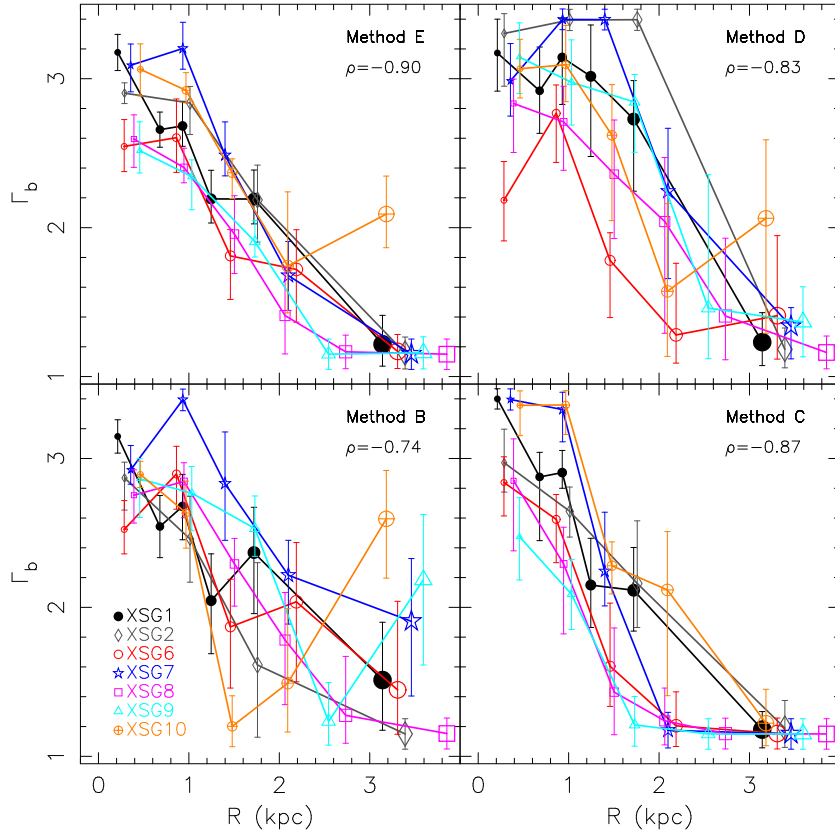 Method E
ρ=−0.90
Method D
ρ=−0.83
3
2
1
Γb
Method B
ρ=−0.74
Method C
ρ=−0.87
3
2
1
Γb
XSG1
XSG2
XSG6
XSG7
XSG8
XSG9
XSG10
0 1 2 3
0 1 2 3
R (kpc)
R (kpc)